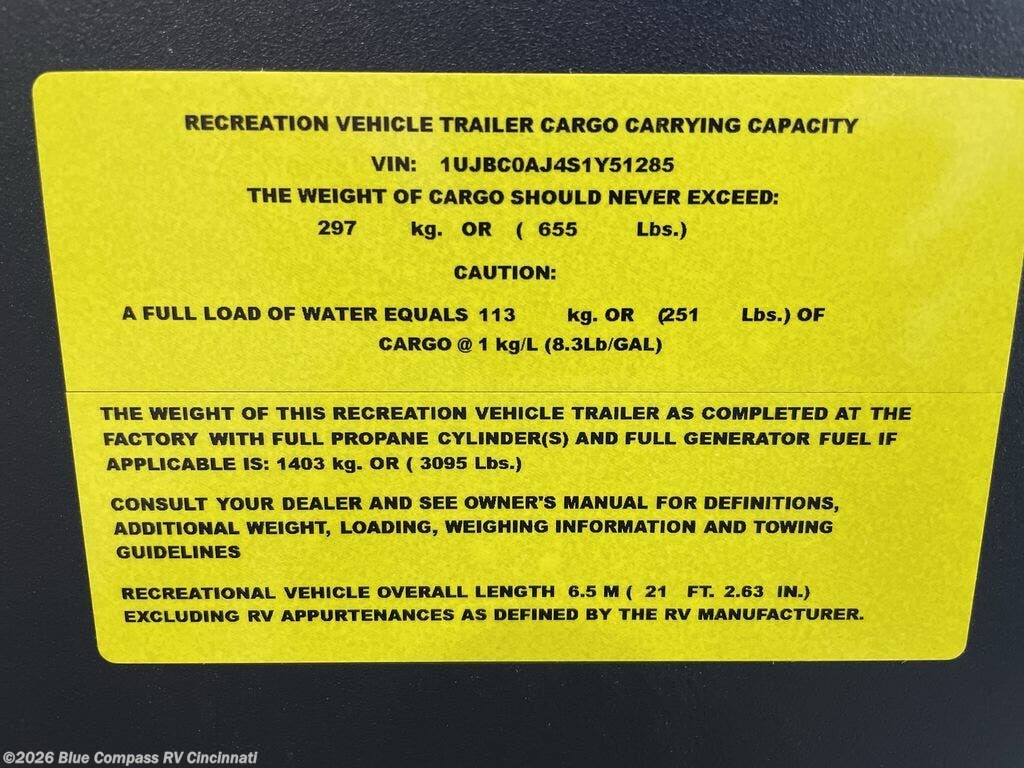 RECREATION VEHICLE TRAILER CARGO CARRYING CAPACITY
VIN: 1UJBC0AJ4S1Y51285
THE WEIGHT OF CARGO SHOULD NEVER EXCEED:
297 kg. OR ( 655 Lbs.)
CAUTION:
A FULL LOAD OF WATER EQUALS 113 kg. OR (251 Lbs.) OF
CARGO @ 1 kg/L (8.3Lb/GAL)
THE WEIGHT OF THIS RECREATION VEHICLE TRAILER AS COMPLETED AT THE
FACTORY WITH FULL PROPANE CYLINDER(S) AND FULL GENERATOR FUEL IF
APPLICABLE IS: 1403 kg. OR ( 3095 Lbs.)
CONSULT YOUR DEALER AND SEE OWNER'S MANUAL FOR DEFINITIONS,
ADDITIONAL WEIGHT, LOADING, WEIGHING INFORMATION AND TOWING
GUIDELINES
RECREATIONAL VEHICLE OVERALL LENGTH 6.5 M ( 21 FT. 2.63 IN.)
EXCLUDING RV APPURTENANCES AS DEFINED BY THE RV MANUFACTURER.
©2026 Blue Compass RV Cincinnati